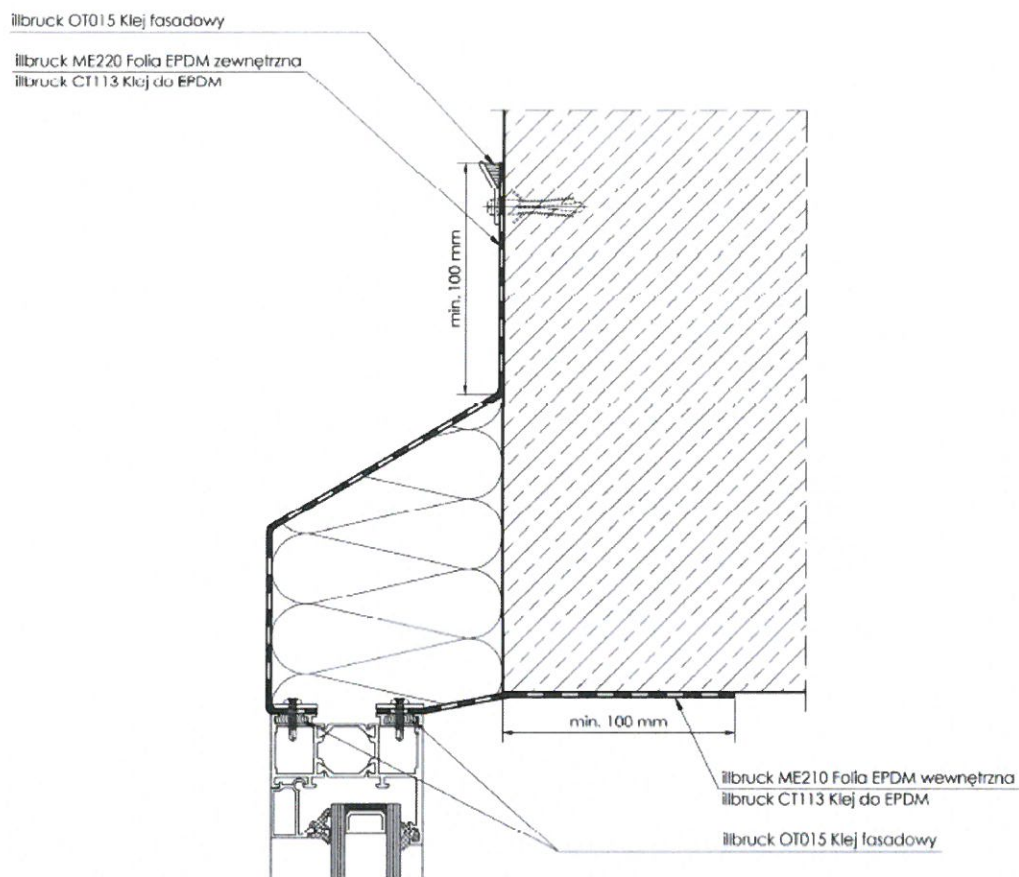 illbruck OT015 Klej fasadowy
illbruck ME220 Folia EPDM zewnętrzna
illbruck CT113 Klej do EPDM
min. 100 mm
min. 100 mm
illbruck ME210 Folia EPDM wewnętrzna
illbruck CT113 Klej do EPDM
illbruck OT015 Klej fasadowy